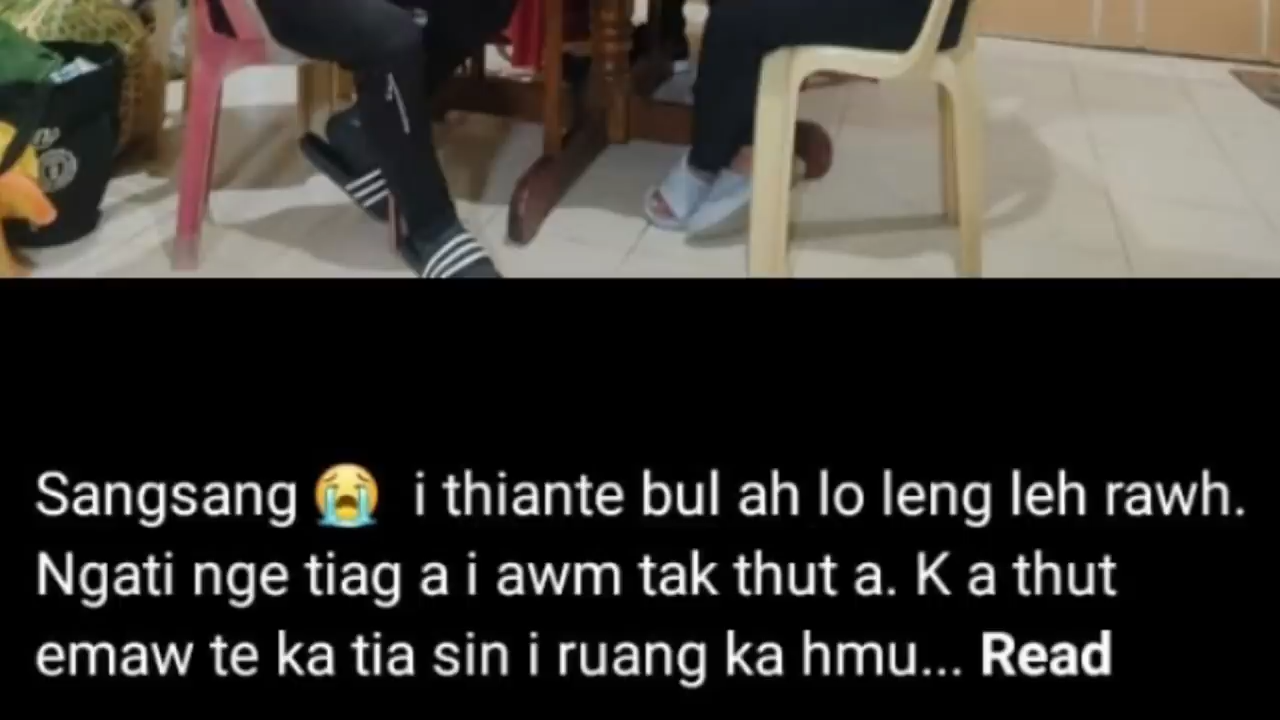 Sangsang 😭 i thiante bul ah lo leng leh rawh.
Ngati nge tiag a i awm tak thut a. K a thut
emaw te ka tia sin i ruang ka hmu... Read